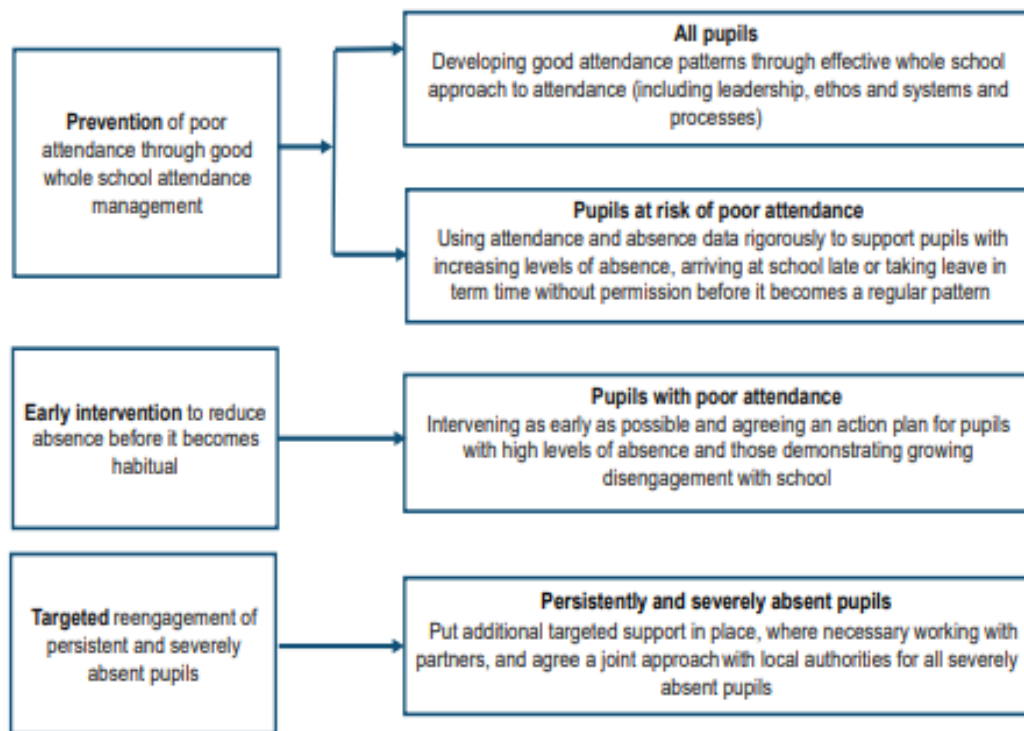 Prevention of poor
attendance through good
whole school attendance
management
All pupils
Developing good attendance patterns through effective whole school
approach to attendance (including leadership, ethos and systems and
processes)
Pupils at risk of poor attendance
Using attendance and absence data rigorously to support pupils with
increasing levels of absence, arriving at school late or taking leave in
term time without permission before it becomes a regular pattern
Early intervention to reduce
absence before it becomes
habitual
Pupils with poor attendance
Intervening as early as possible and agreeing an action plan for pupils
with high levels of absence and those demonstrating growing
disengagement with school
Targeted reengagement of
persistent and severely
absent pupils
Persistently and severely absent pupils
Put additional targeted support in place, where necessary working with
partners, and agree a joint approach with local authorities for all severely
absent pupils